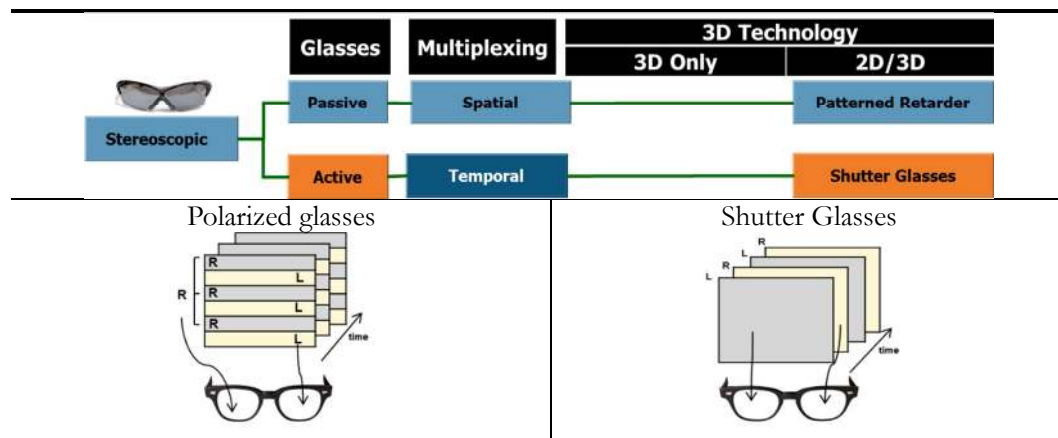 Glasses Multiplexing 3D Technology
3D Only 2D/3D
Passive Spatial Patterned Retarder
Stereoscopic
Active Temporal Shutter Glasses
Polarized glasses
R
L
R
R
L
R
L
time
Shutter Glasses
R
L
R
L
time